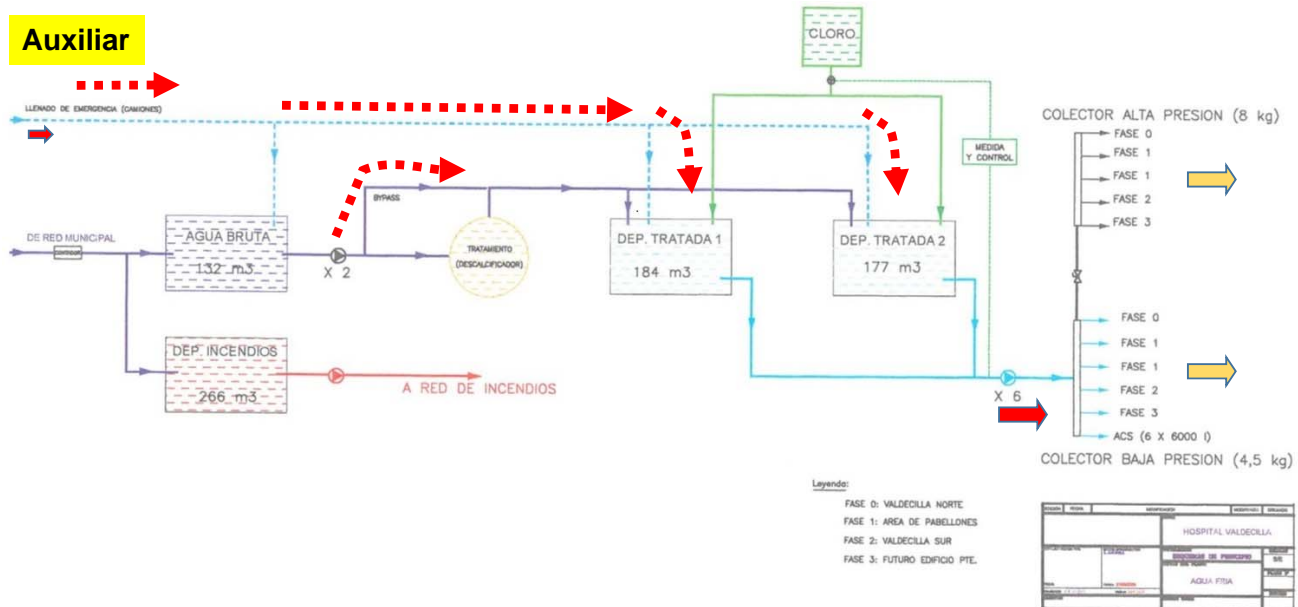 Auxiliar
CLORO
LLENADO DE EMERGENCIA (CAMIONES)
COLECTOR ALTA PRESION (8 kg)
FASE 0
FASE 1
FASE 1
FASE 2
FASE 3
MEDIDA
Y CONTROL
BYPASS
DE RED MUNICIPAL
AGUA BRUTA
132 m3
X 2
TRATAMIENTO
(DESCALCIFICADOR)
DEP. TRATADA 1
184 m3
DEP. TRATADA 2
177 m3
DEP. INCENDIOS
266 m3
A RED DE INCENDIOS
X 6
FASE 0
FASE 1
FASE 1
FASE 2
FASE 3
ACS (6 X 6000 l)
COLECTOR BAJA PRESION (4,5 kg)
Leyenda:
FASE 0: VALDECILLA NORTE
FASE 1: AREA DE PABELLONES
FASE 2: VALDECILLA SUR
FASE 3: FUTURO EDIFICIO PTE.
HOSPITAL VALDECILLA
ESQUEMA DE PRINCIPIO
AGUA FRIA